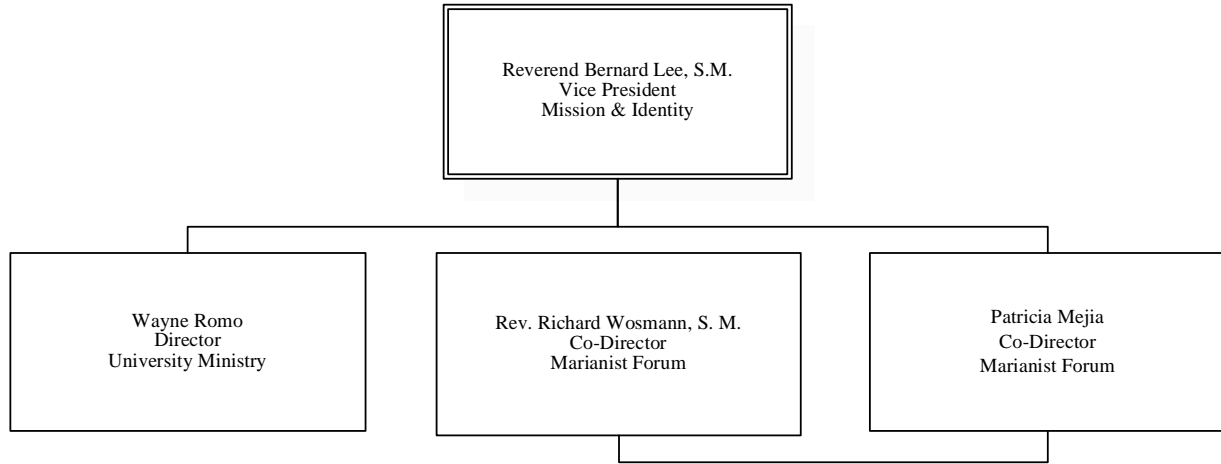 Reverend Bernard Lee, S.M.
Vice President
Mission & Identity
Wayne Romo
Director
University Ministry
Rev. Richard Wosmann, S. M.
Co-Director
Marianist Forum
Patricia Mejia
Co-Director
Marianist Forum